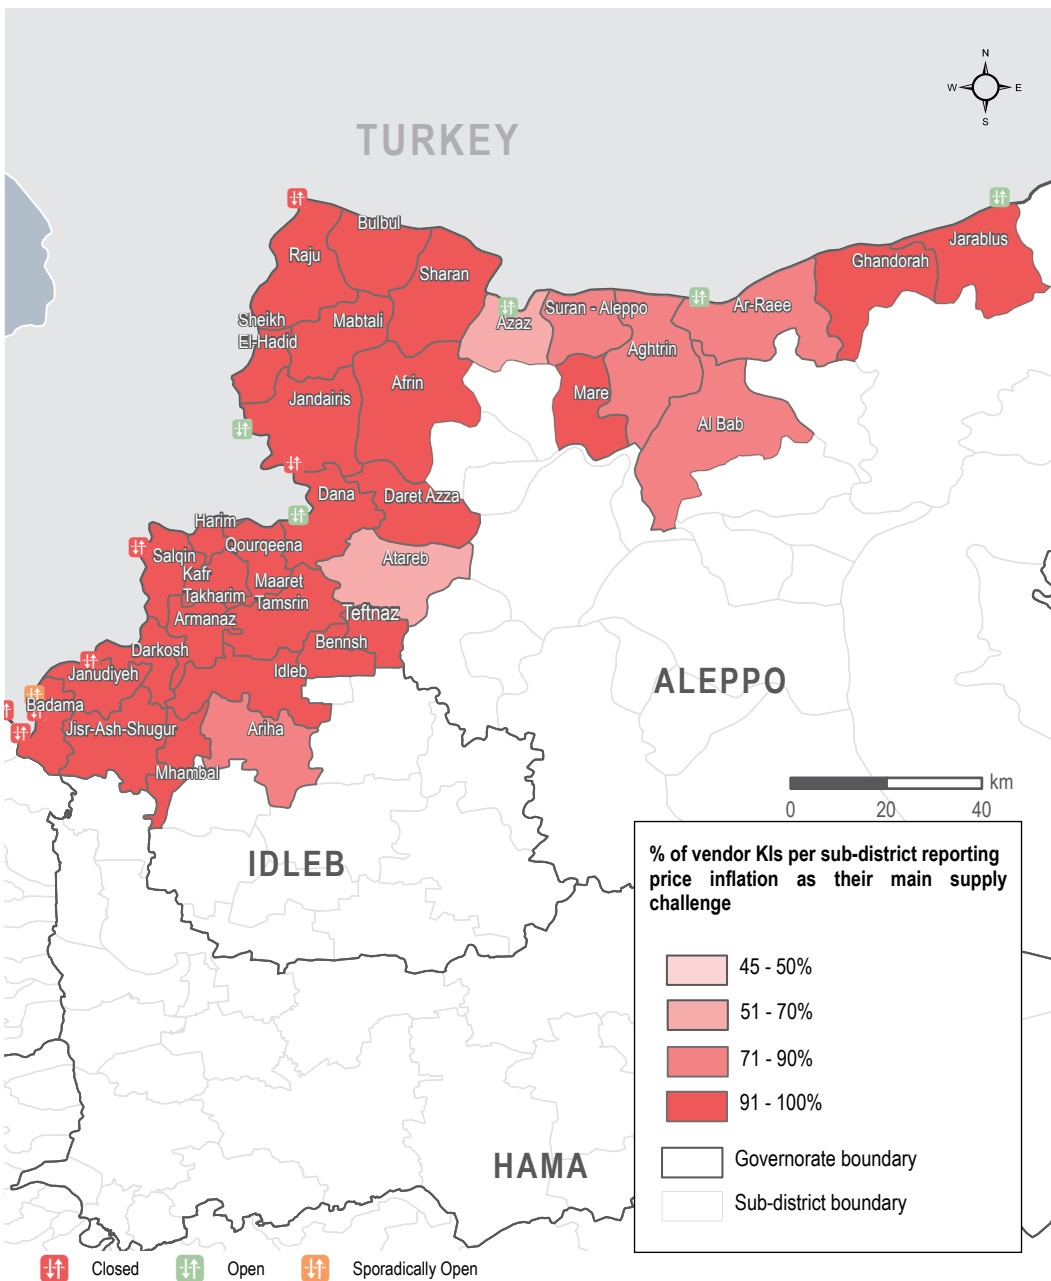 N
W
E
S
TURKEY
Bulbul
Raju
Sharan
Jarablus
Ghandorah
Ar-Raee
Suran - Aleppo
Azaz
Sheikh
El-Hadid
Mabtali
Aghtrin
Afrin
Jandairis
Mare
Al Bab
Dana
Daret Azza
Harim
Qourqeena
Salqin
Atareb
Kafr
Takharim
Maaret
Tamsrin
Armanaz
Teftnaz
Bennsh
Darkosh
Janudiyeh
Idleb
Badama
Jisr-Ash-Shugur
Ariha
Mhambal
ALEPPO
km
0
20
40
IDLEB
HAMA
% of vendor KIs per sub-district reporting
price inflation as their main supply
challenge
45 - 50%
51 - 70%
71 - 90%
91 - 100%
Governorate boundary
Sub-district boundary
Closed
Open
Sporadically Open